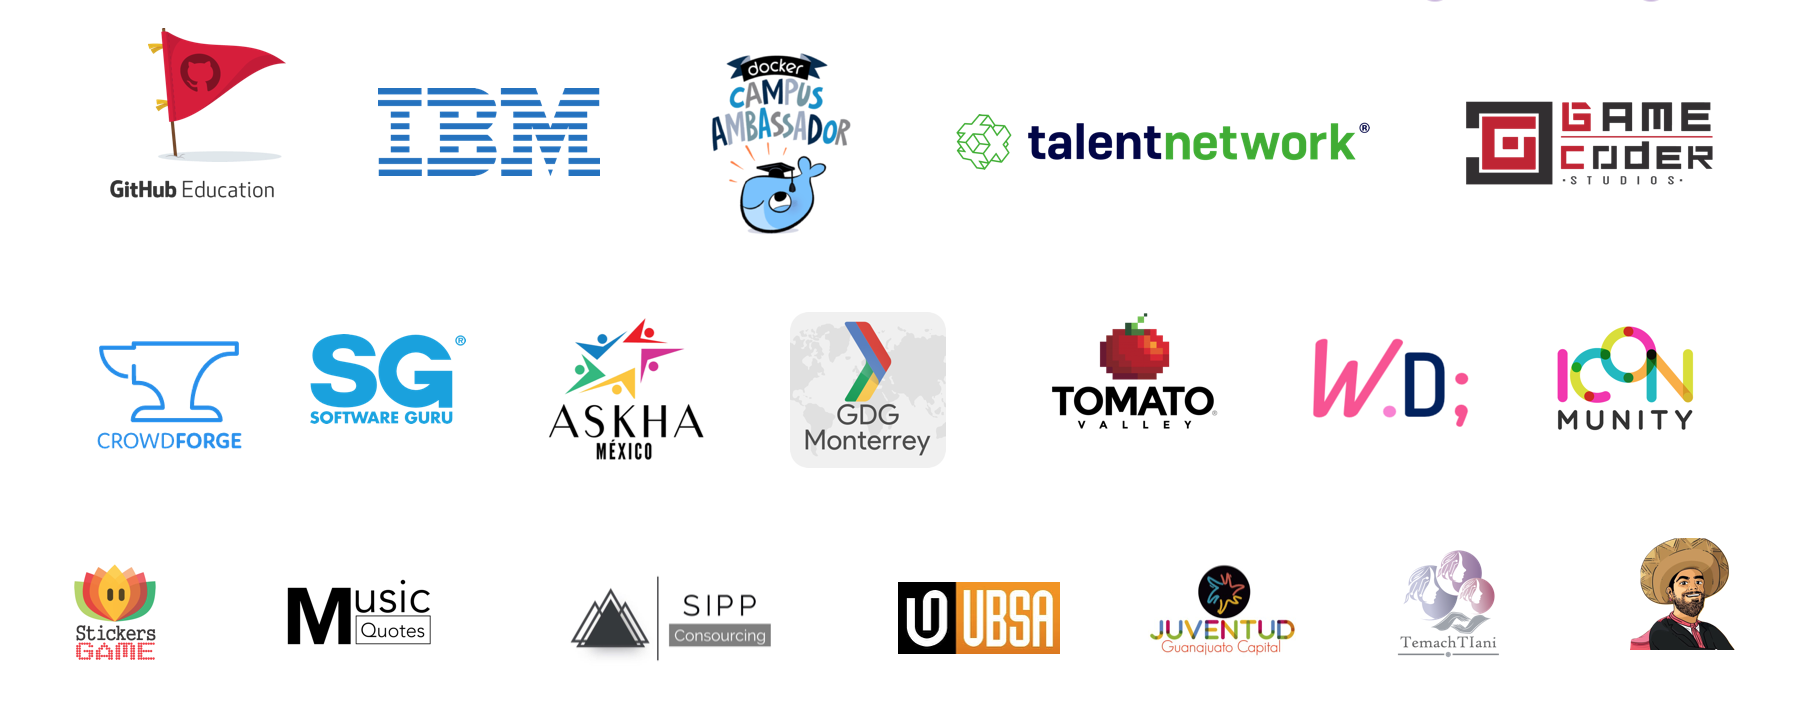 GitHub Education
IBM
docker
CAMPUS
AMBASSADOR
talentnetwork®
GAME
CODER
·STUDIOS·
CROWDFORGE
SG®
SOFTWARE GURU
ASKHA
MÉXICO
GDG
Monterrey
TOMATO
VALLEY
W.D;
ICON
MUNITY
Stickers
GAME
Music
Quotes
SIPP
Consourcing
UO UBSA
JUVENTUD
Guanajuato Capital
TemachTIani